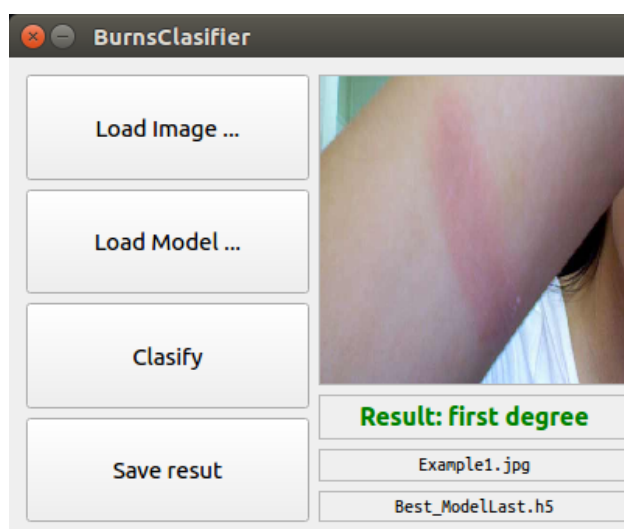 BurnsClasifier
Load Image ...
Load Model ...
Clasify
Save resut
Result: first degree
Example1.jpg
Best_ModelLast.h5